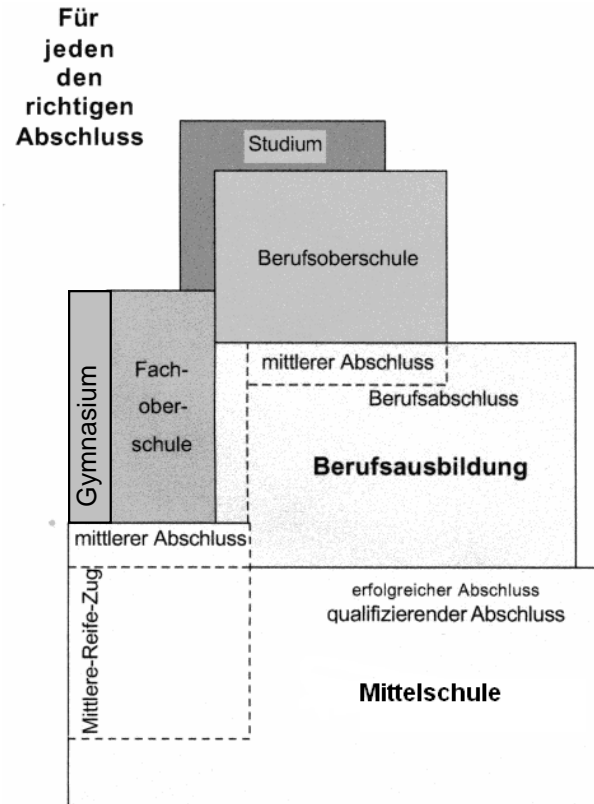 Für
jeden
den
richtigen
Abschluss
Studium
Berufsoberschule
mittlerer Abschluss
Berufsabschluss
Berufsausbildung
Gymnasium
Fach-
ober-
schule
mittlerer Abschluss
Mittlere-Reife-Zug
erfolgreicher Abschluss
qualifizierender Abschluss
Mittelschule